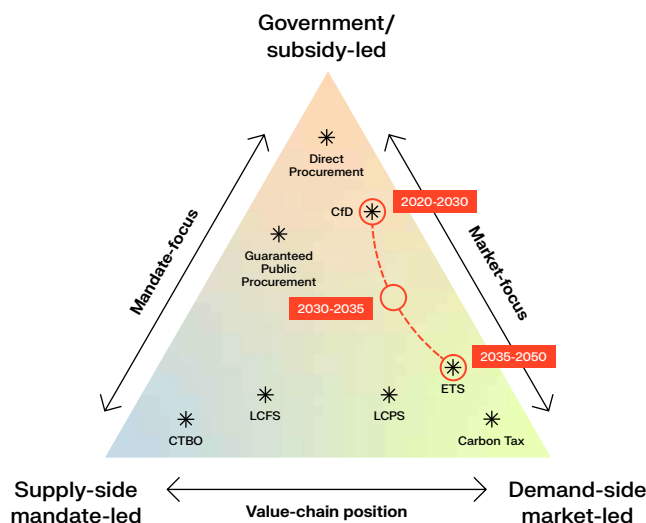 Government/
subsidy-led
Direct
Procurement
2020-2030
CfD
Guaranteed
Public
Procurement
Mandate-focus
Market-focus
2030-2035
2035-2050
ETS
LCFS
LCPS
CTBO
Carbon Tax
Supply-side
mandate-led
Value-chain position
Demand-side
market-led